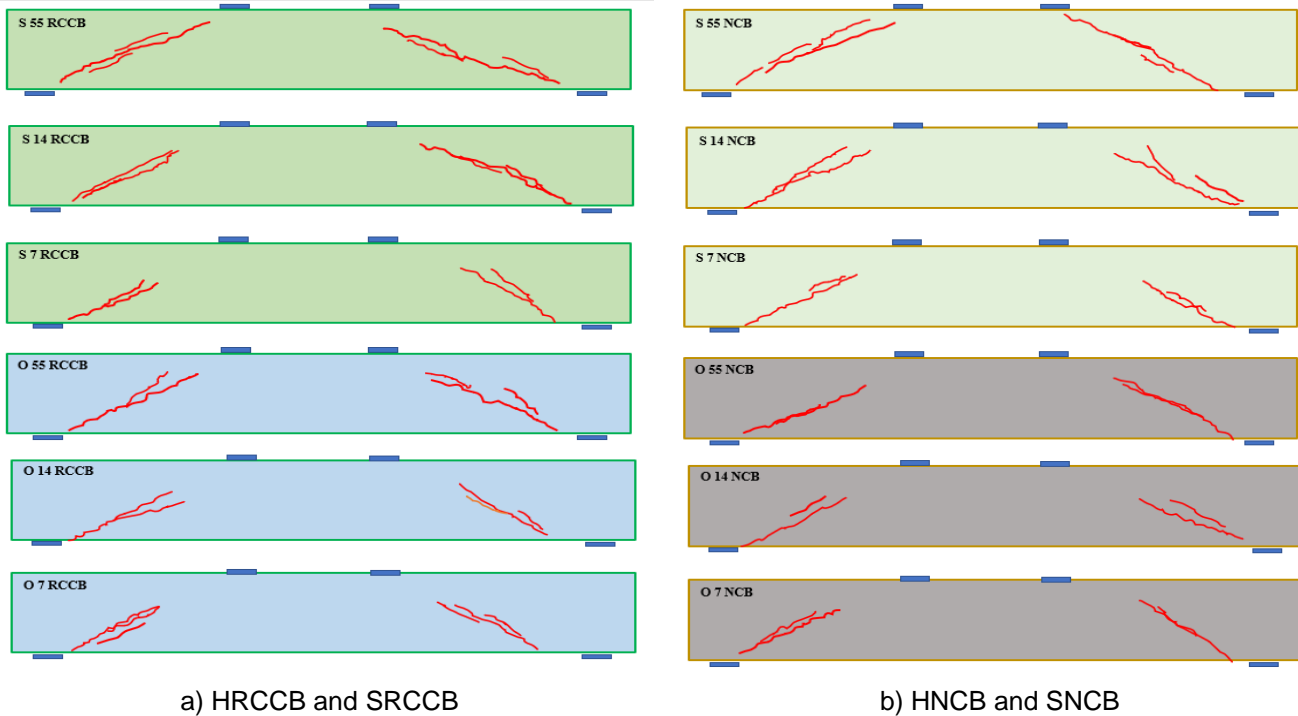 S 55 RCCB
S 14 RCCB
S 7 RCCB
O 55 RCCB
O 14 RCCB
O 7 RCCB
a) HRCCB and SRCCB
S 55 NCB
S 14 NCB
S 7 NCB
O 55 NCB
O 14 NCB
O 7 NCB
b) HNCB and SNCB